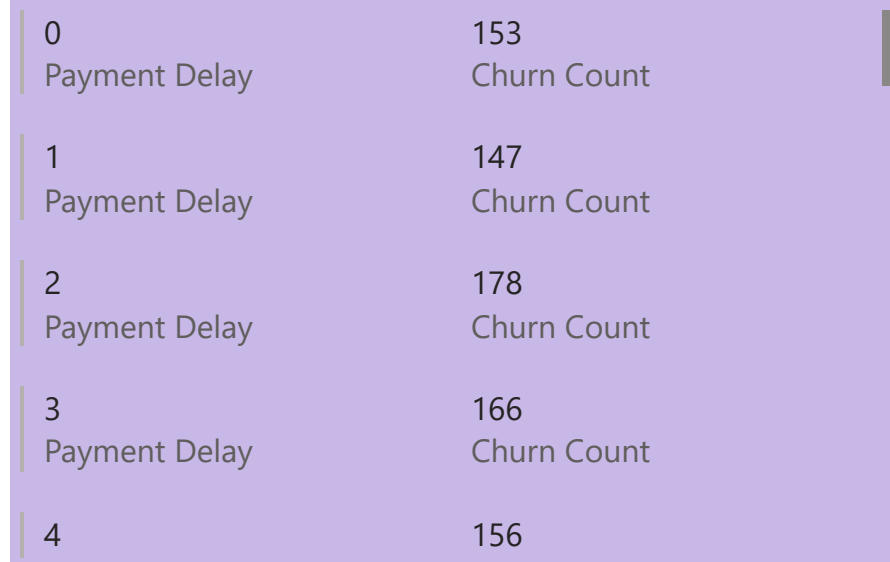 0 153
Payment Delay Churn Count
1 147
Payment Delay Churn Count
2 178
Payment Delay Churn Count
3 166
Payment Delay Churn Count
4 156